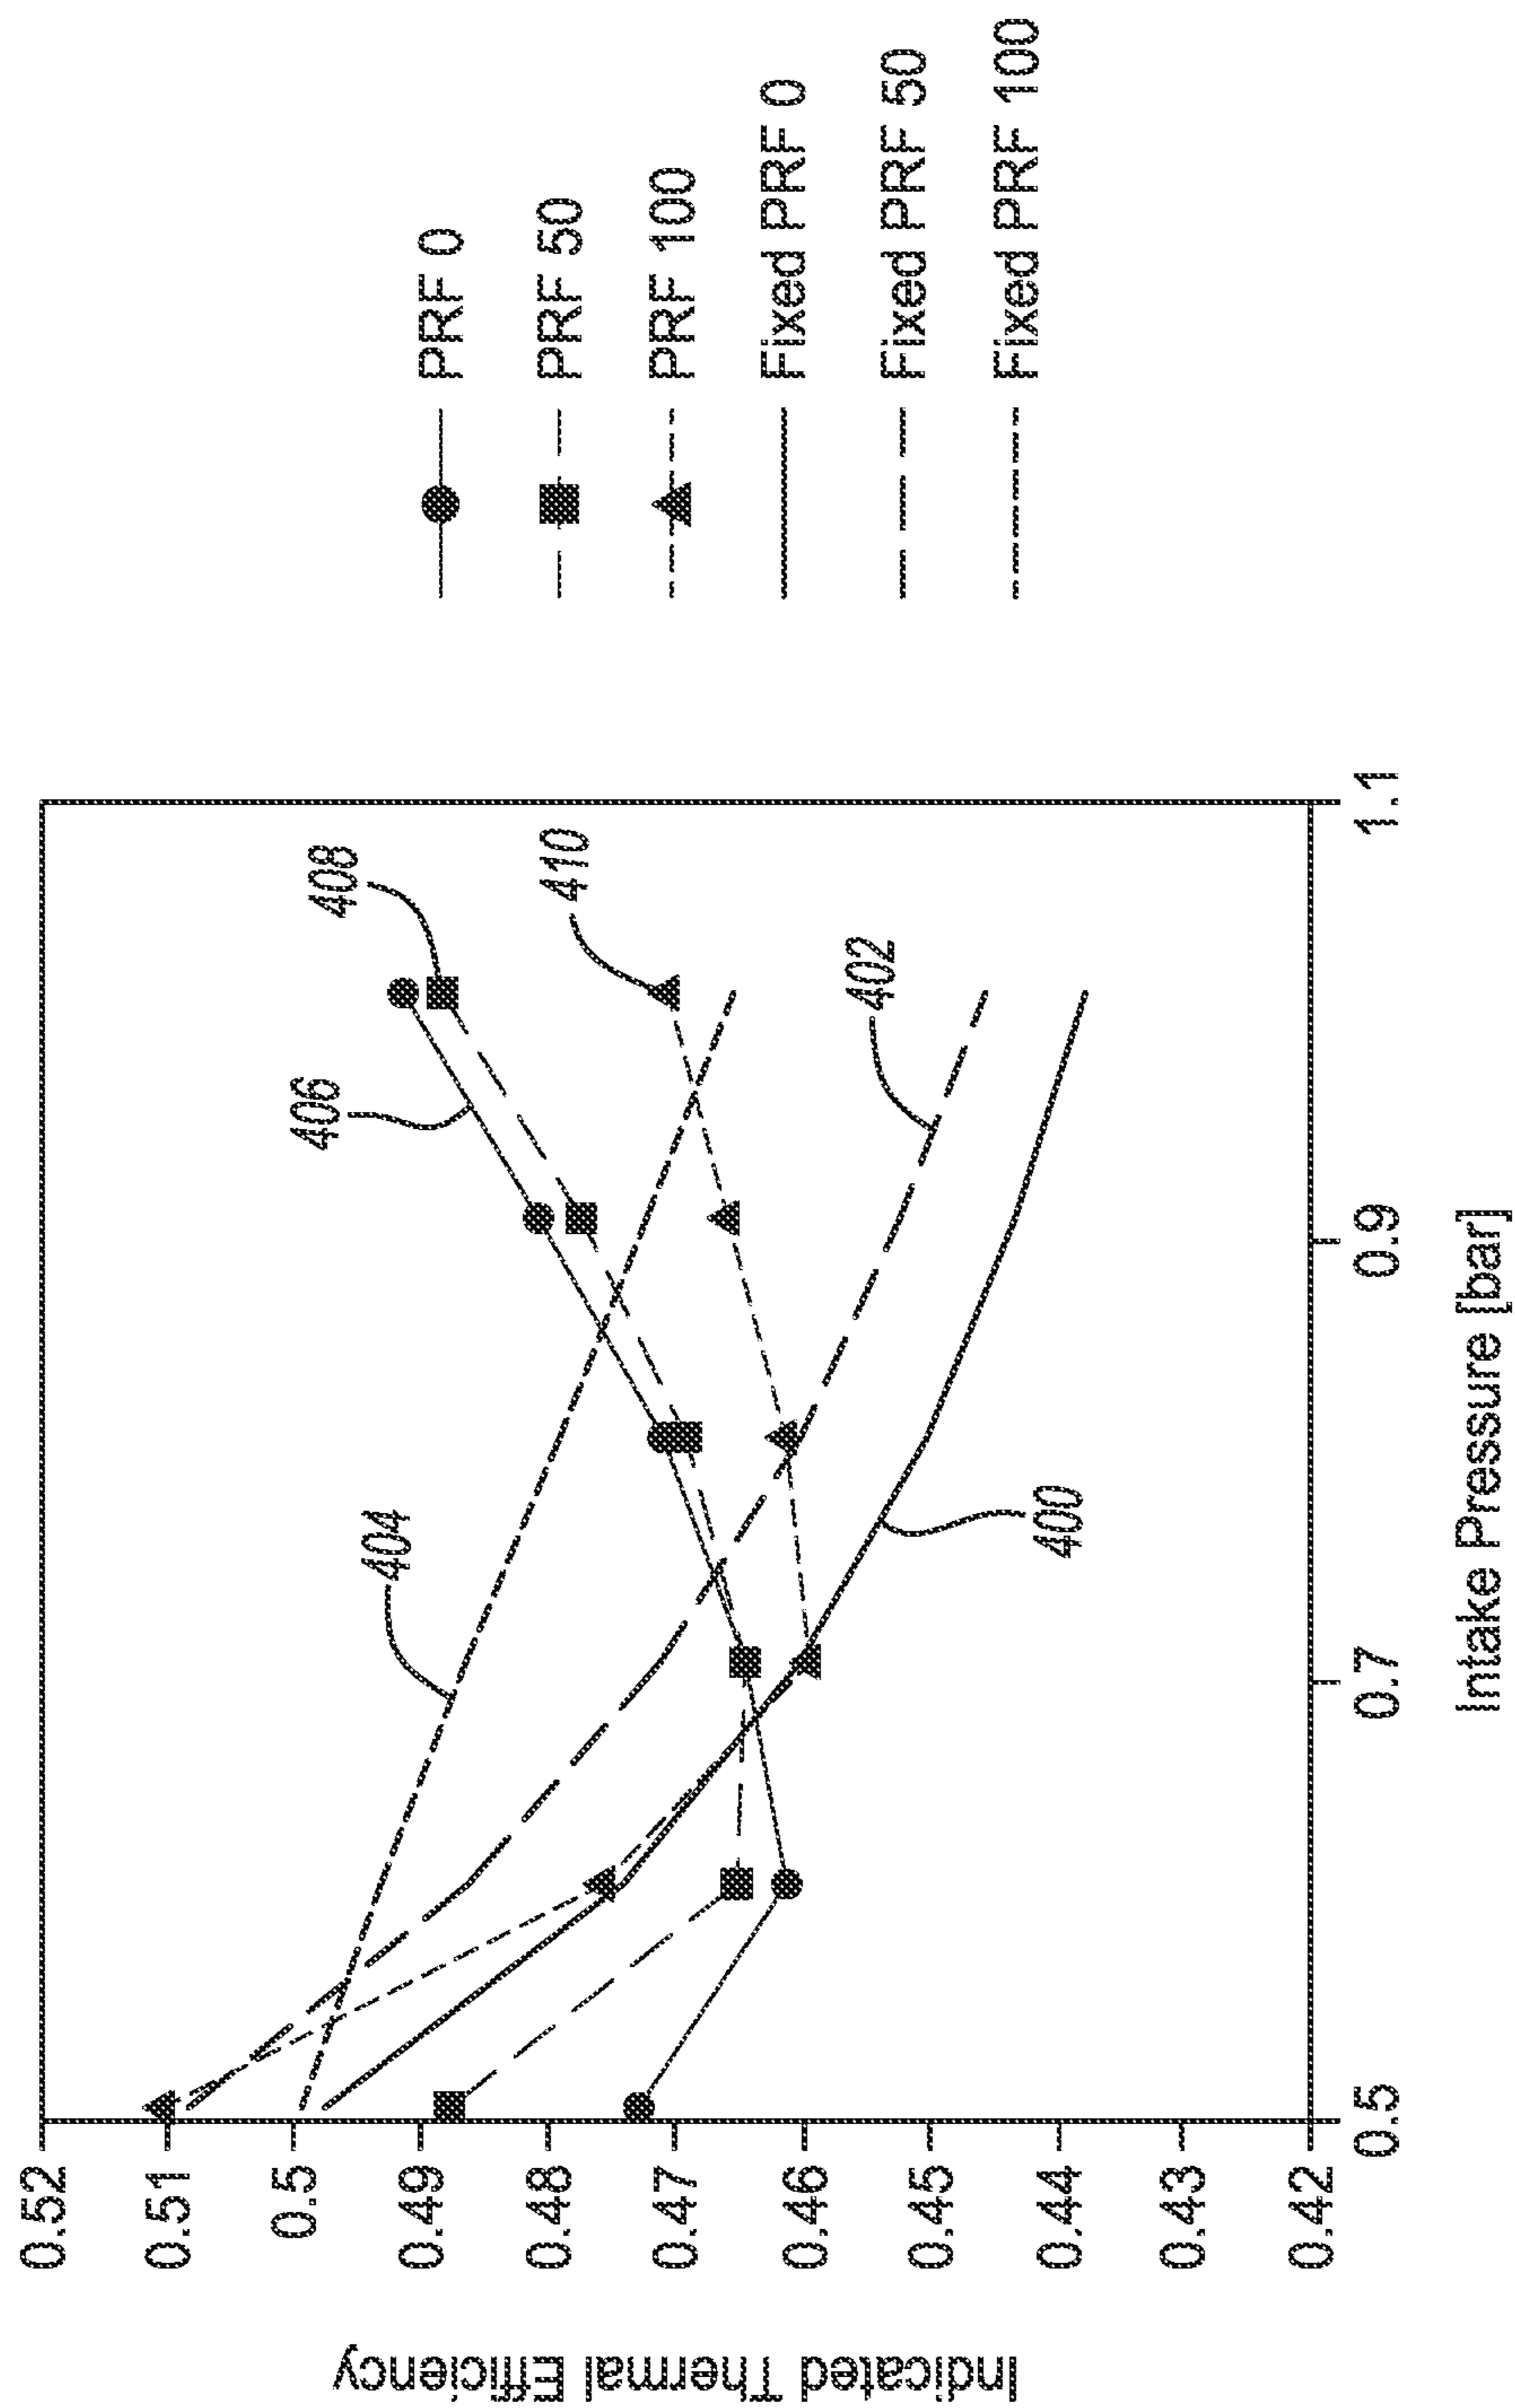 Indicated Thermal Efficiency
0.52
0.51
0.5
0.49
0.48
0.47
0.46
0.45
0.44
0.43
0.42
0.5
0.7
0.9
1.1
Intake Pressure [bar]
404
406
408
410
402
400
PRF 0
PRF 50
PRF 100
Fixed PRF 0
Fixed PRF 50
Fixed PRF 100